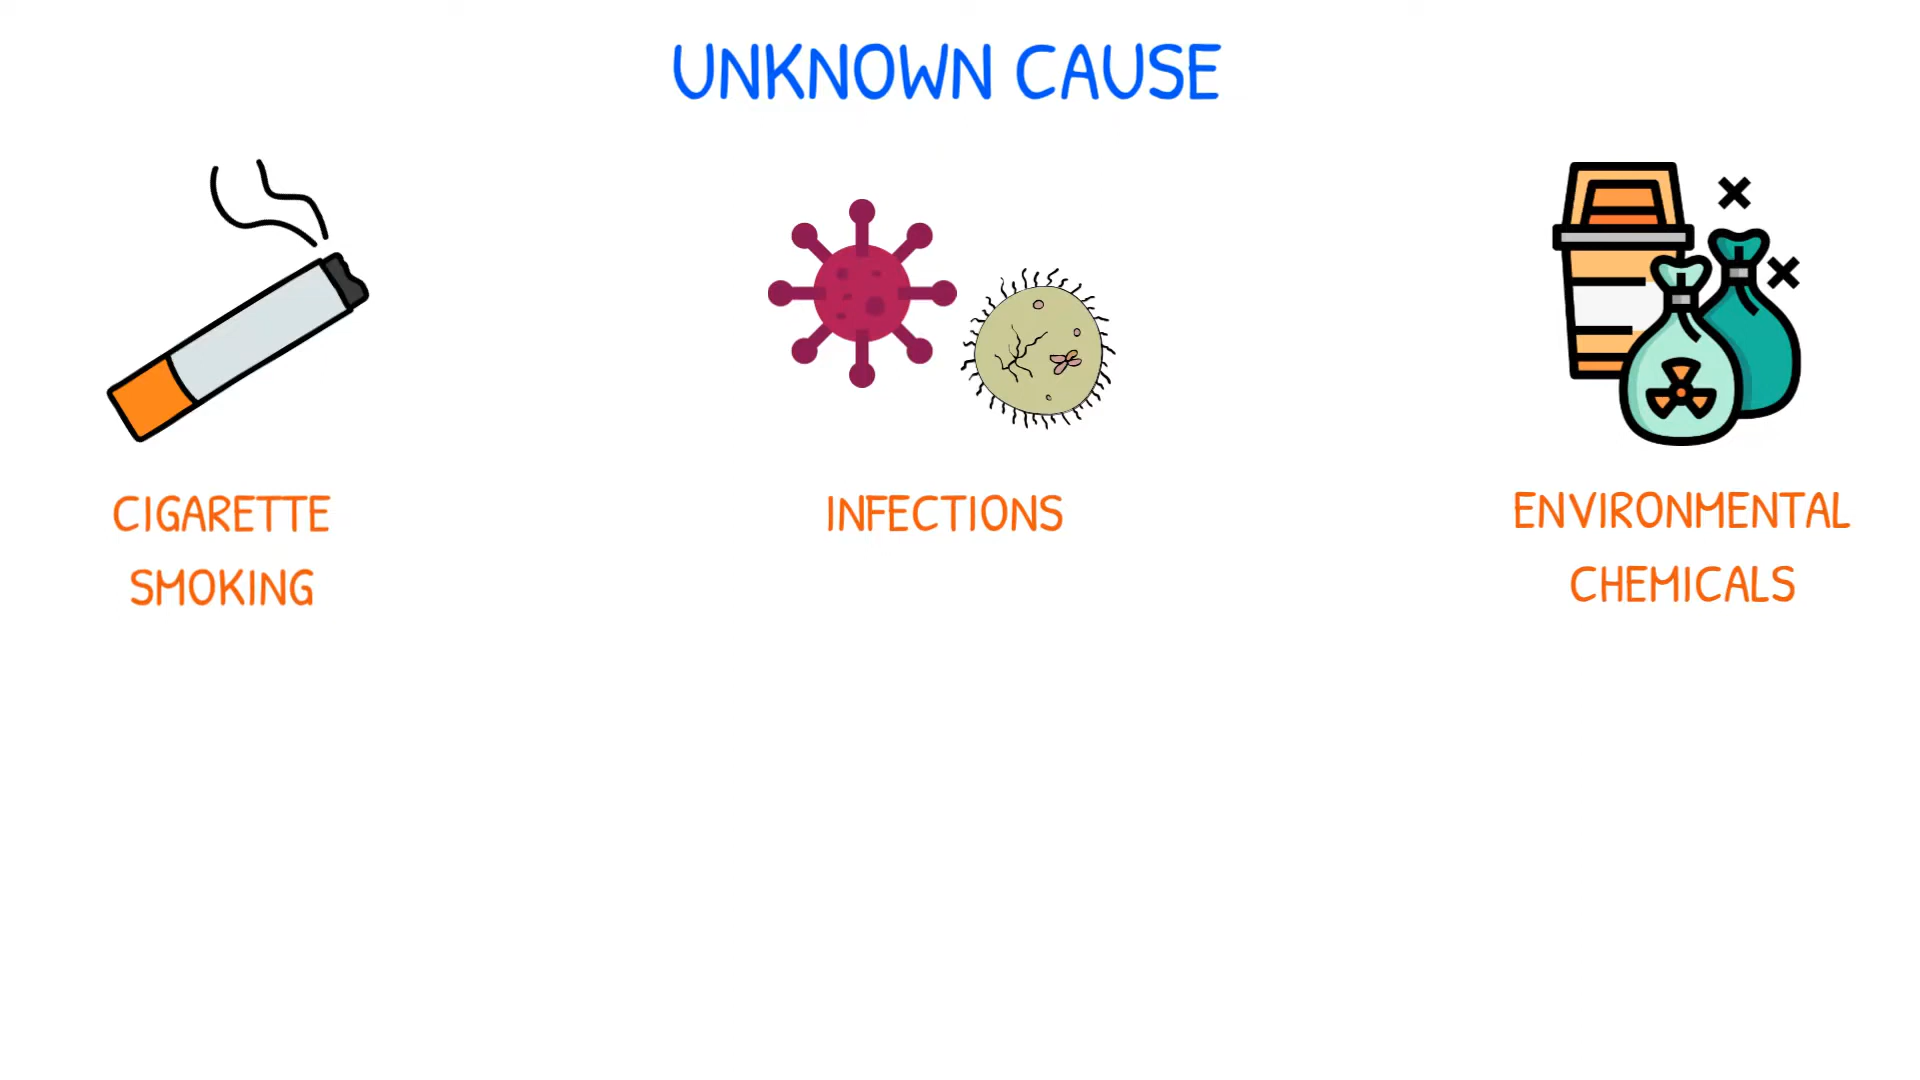 UNKNOWN CAUSE
CIGARETTE
SMOKING
INFECTIONS
ENVIRONMENTAL
CHEMICALS